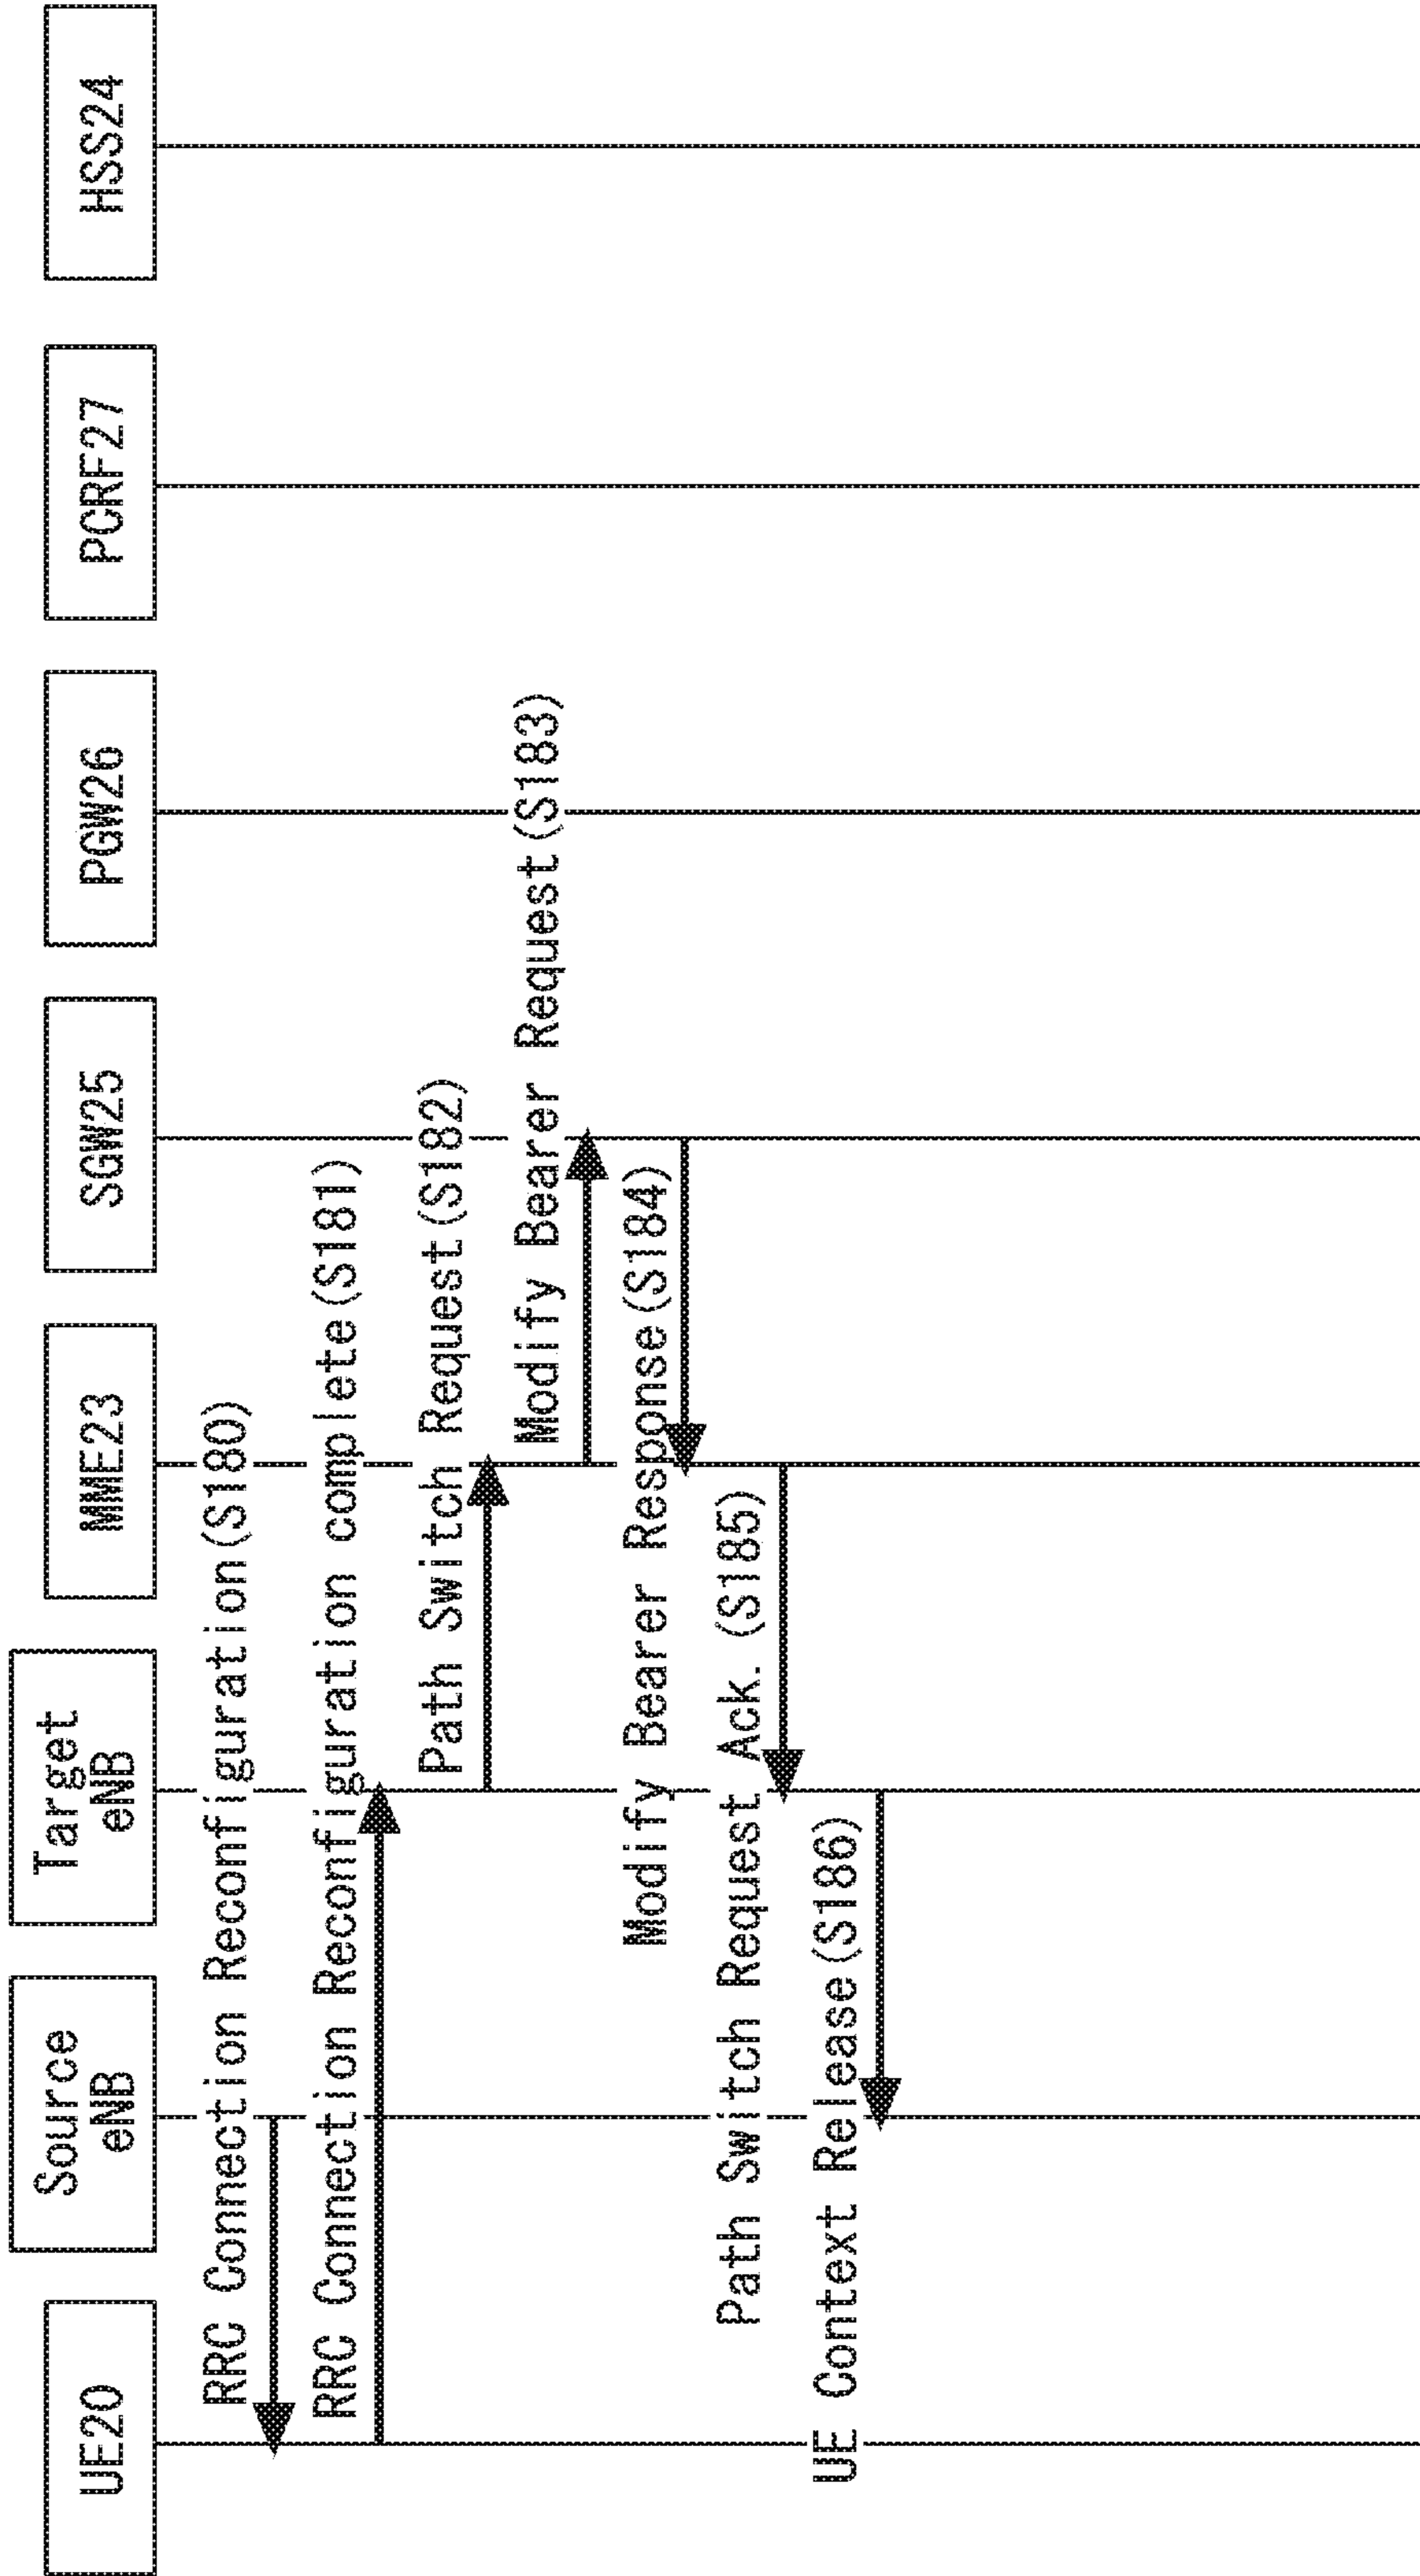 UE20
Source
eNB
Target
eNB
MME23
SGW25
PGW26
PCRF27
HSS24
RRC Connection Reconfiguration(S180)
RRC Connection Reconfiguration complete(S181)
Path Switch Request(S182)
Modify Bearer Request(S183)
Modify Bearer Response(S184)
Path Switch Request Ack.(S185)
UE Context Release(S186)